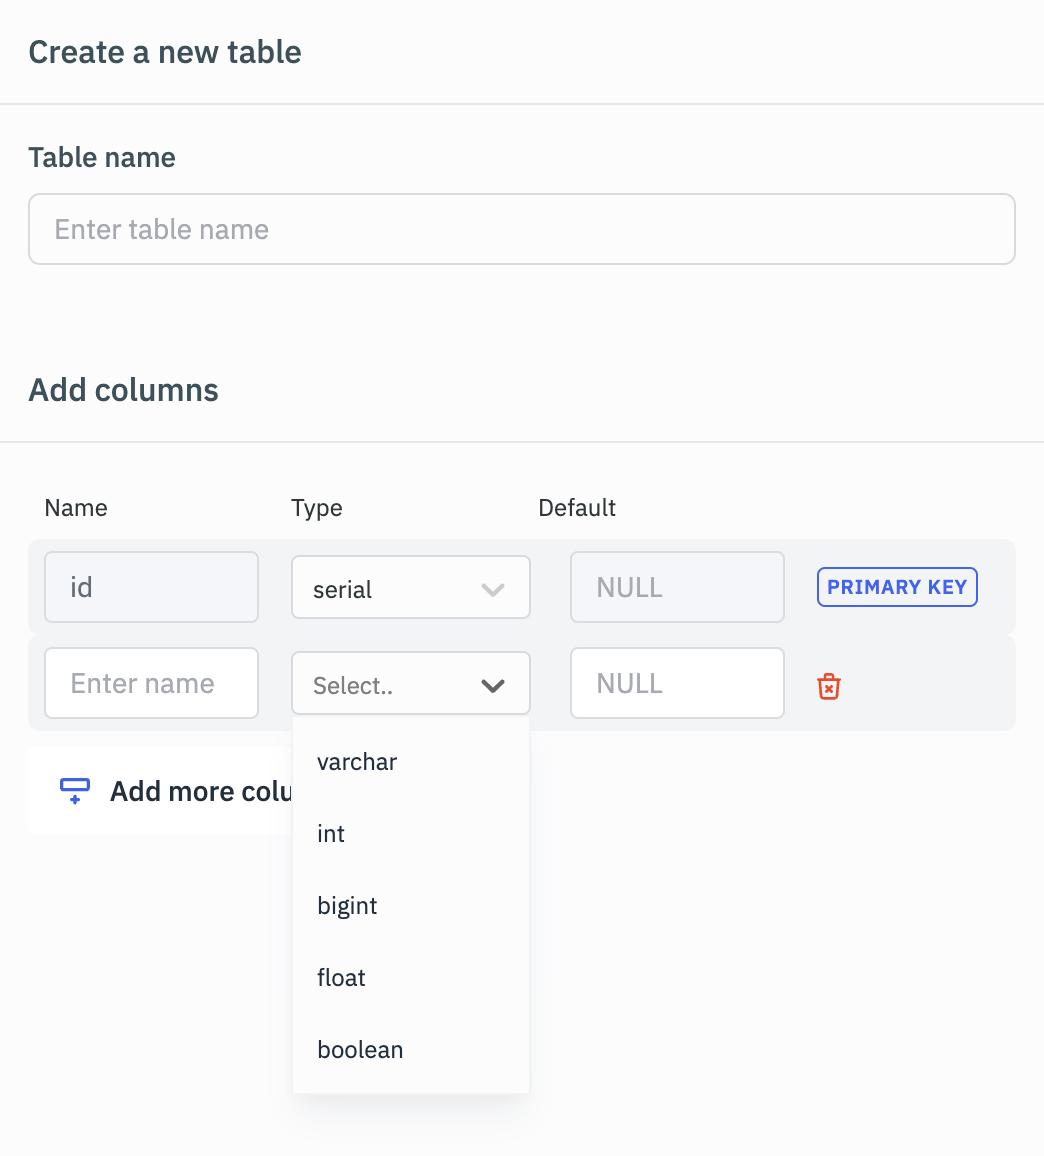 Create a new table
Table name
Enter table name
Add columns
Name Type Default
id serial NULL PRIMARY KEY
Enter name Select.. NULL
Add more colu
varchar
int
bigint
float
boolean